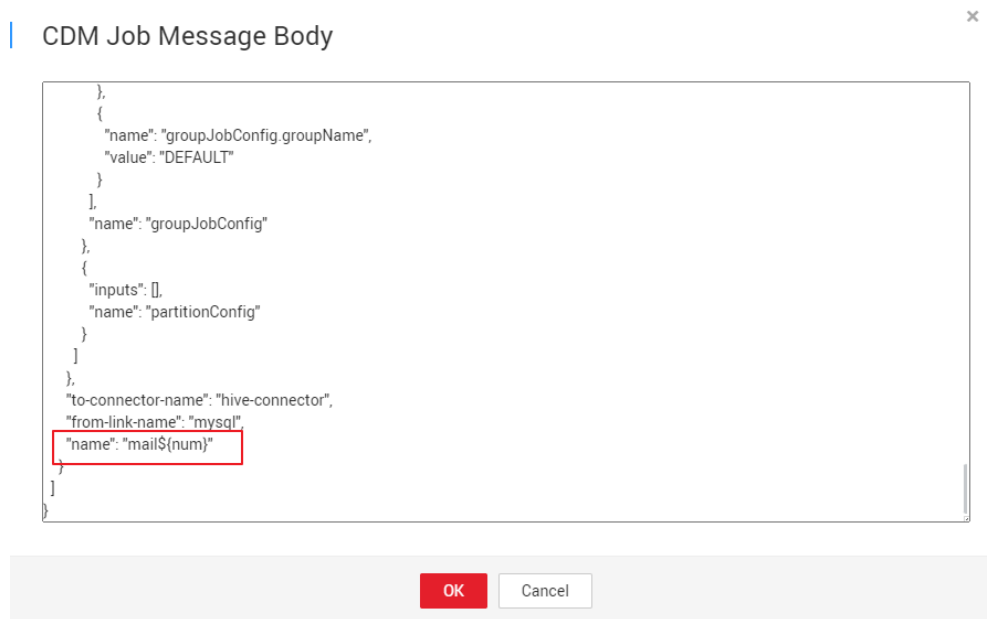 ×
CDM Job Message Body
},
{
"name": "groupJobConfig.groupName",
"value": "DEFAULT"
}
],
"name": "groupJobConfig"
},
{
"inputs": [],
"name": "partitionConfig"
}
]
},
"to-connector-name": "hive-connector",
"from-link-name": "mysql",
"name": "mail${num}"
}
]
}
OK Cancel